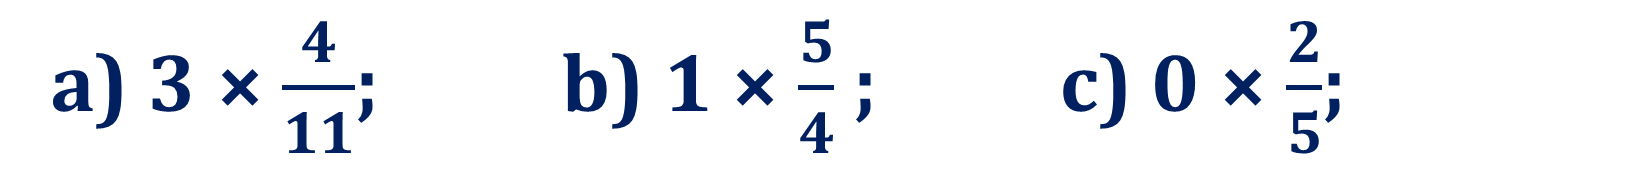 a) 3 × 4/11; b) 1 × 5/4 ; c) 0 × 2/5;